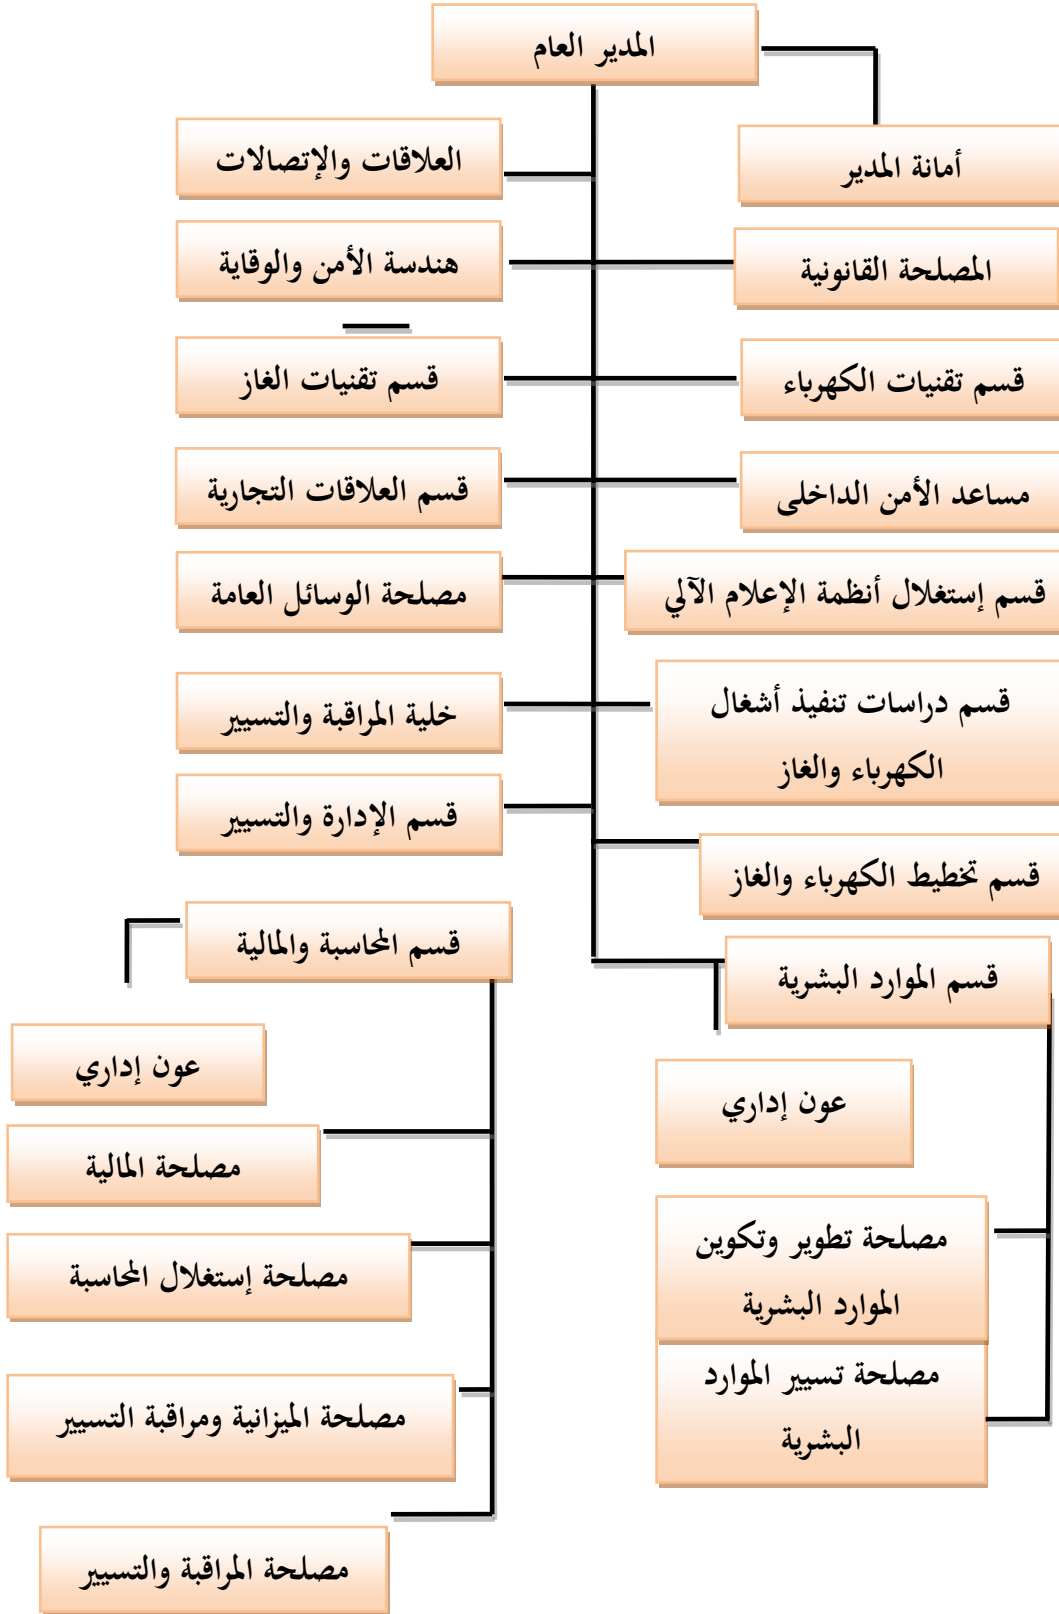 المدير العام
أمانة المدير
العلاقات والإتصالات
المصلحة القانونية
هندسة الأمن والوقاية
قسم تقنيات الكهرباء
قسم تقنيات الغاز
مساعد الأمن الداخلى
قسم العلاقات التجارية
قسم إستغلال أنظمة الإعلام الآلي
مصلحة الوسائل العامة
قسم دراسات تنفيذ أشغال
الكهرباء والغاز
خلية المراقبة والتسيير
قسم الإدارة والتسيير
قسم تخطيط الكهرباء والغاز
قسم الموارد البشرية
عون إداري
مصلحة تطوير وتكوين
الموارد البشرية
مصلحة تسيير الموارد
البشرية
قسم المحاسبة والمالية
عون إداري
مصلحة المالية
مصلحة إستغلال المحاسبة
مصلحة الميزانية ومراقبة التسيير
مصلحة المراقبة والتسيير